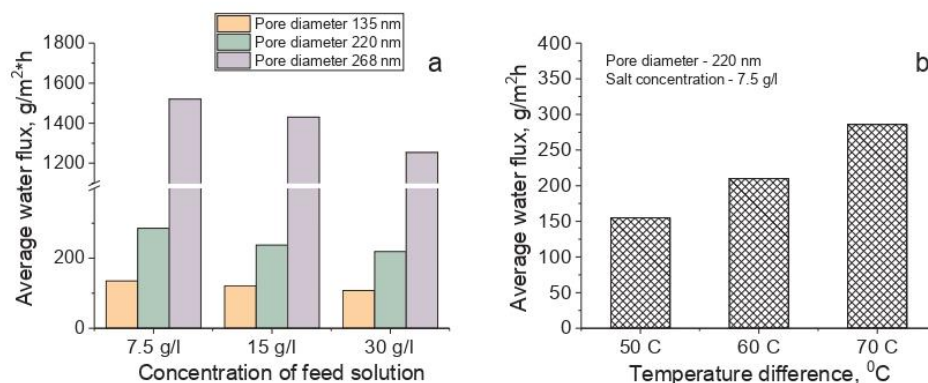 Pore diameter 135 nm
Pore diameter 220 nm
Pore diameter 268 nm
a
Average water flux, g/m²*h
1800
1600
1400
1200
200
0
7.5 g/l 15 g/l 30 g/l
Concentration of feed solution
b
Pore diameter - 220 nm
Salt concentration - 7.5 g/l
Average water flux, g/m²h
400
350
300
250
200
150
100
50
0
50 C 60 C 70 C
Temperature difference, ⁰C